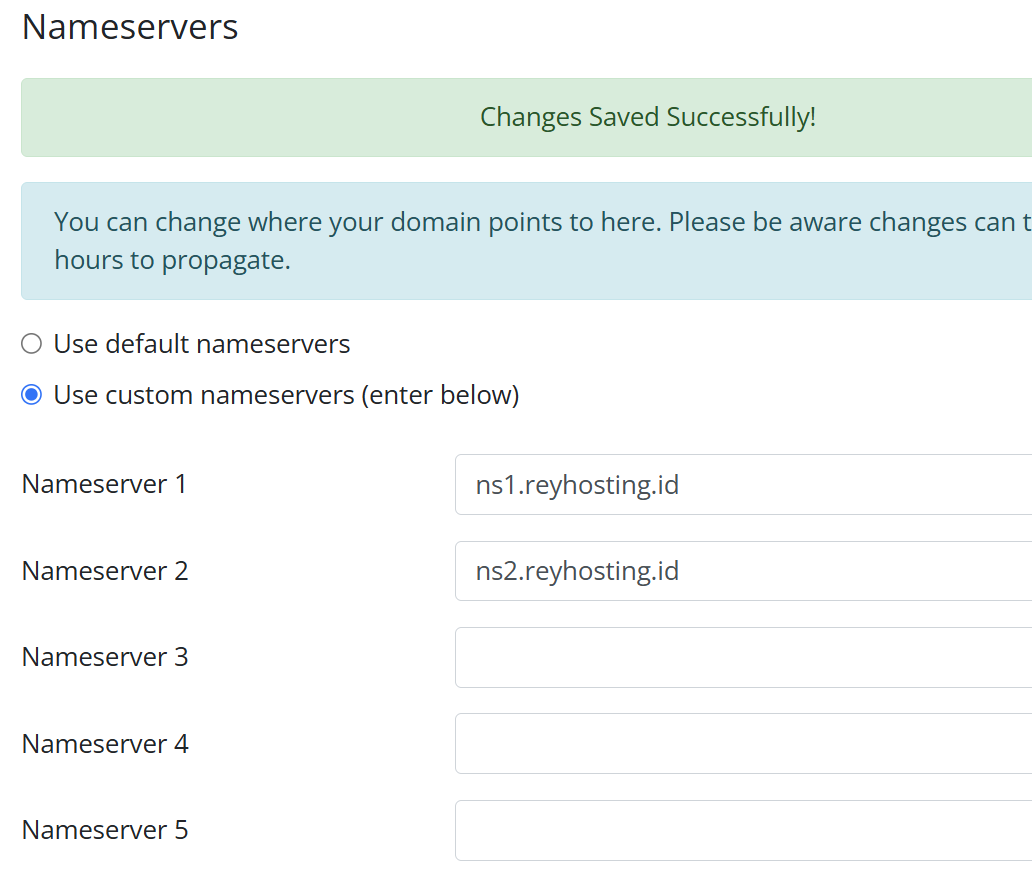 Nameservers
Changes Saved Successfully!
You can change where your domain points to here. Please be aware changes can
hours to propagate.
Use default nameservers
Use custom nameservers (enter below)
Nameserver 1
ns1.reyhosting.id
Nameserver 2
ns2.reyhosting.id
Nameserver 3
Nameserver 4
Nameserver 5